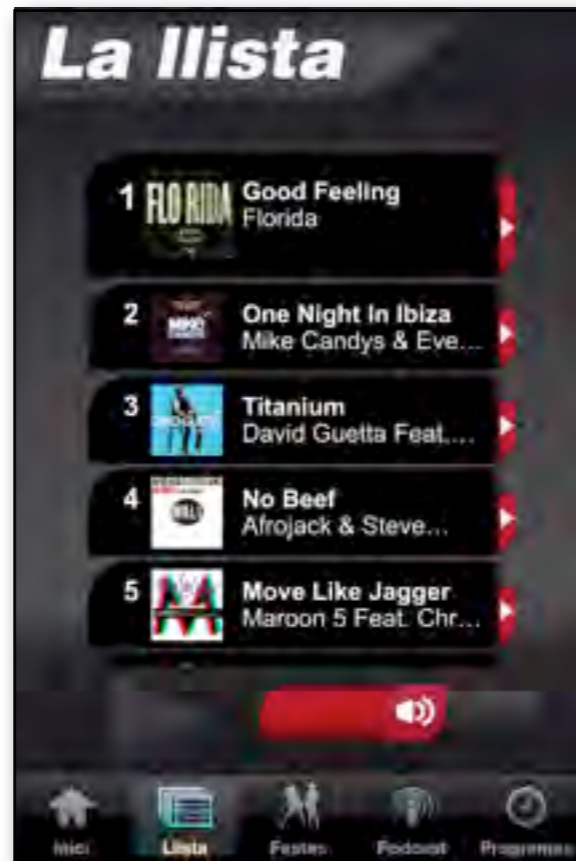 La llista
1
FLO RIDA
Good Feeling
Florida
2
One Night In Ibiza
Mike Candys & Eve...
3
Titanium
David Guetta Feat....
4
No Beef
Afrojack & Steve...
5
Move Like Jagger
Maroon 5 Feat. Chr...
Inici
Llista
Festes
Podcast
Programes